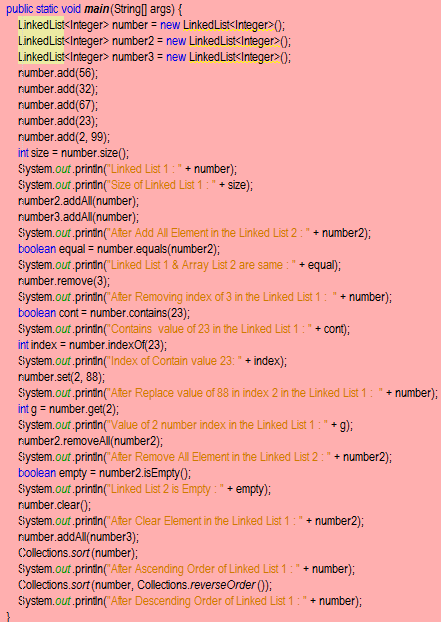 public static void main(String[] args) {
LinkedList<Integer> number = new LinkedList<Integer>();
LinkedList<Integer> number2 = new LinkedList<Integer>();
LinkedList<Integer> number3 = new LinkedList<Integer>();
number.add(56);
number.add(32);
number.add(67);
number.add(23);
number.add(2, 99);
int size = number.size();
System.out.println("Linked List 1 : " + number);
System.out.println("Size of Linked List 1 : " + size);
number2.addAll(number);
number3.addAll(number);
System.out.println("After Add All Element in the Linked List 2 : " + number2);
boolean equal = number.equals(number2);
System.out.println("Linked List 1 & Array List 2 are same : " + equal);
number.remove(3);
System.out.println("After Removing index of 3 in the Linked List 1 :  " + number);
boolean cont = number.contains(23);
System.out.println("Contains  value of 23 in the Linked List 1 : " + cont);
int index = number.indexOf(23);
System.out.println("Index of Contain value 23: " + index);
number.set(2, 88);
System.out.println("After Replace value of 88 in index 2 in the Linked List 1 :  " + number);
int g = number.get(2);
System.out.println("Value of 2 number index in the Linked List 1 : " + g);
number2.removeAll(number2);
System.out.println("After Remove All Element in the Linked List 2 : " + number2);
boolean empty = number2.isEmpty();
System.out.println("Linked List 2 is Empty : " + empty);
number.clear();
System.out.println("After Clear Element in the Linked List 1 : " + number2);
number.addAll(number3);
Collections.sort(number);
System.out.println("After Ascending Order of Linked List 1 : " + number);
Collections.sort(number, Collections.reverseOrder());
System.out.println("After Descending Order of Linked List 1 : " + number);
}